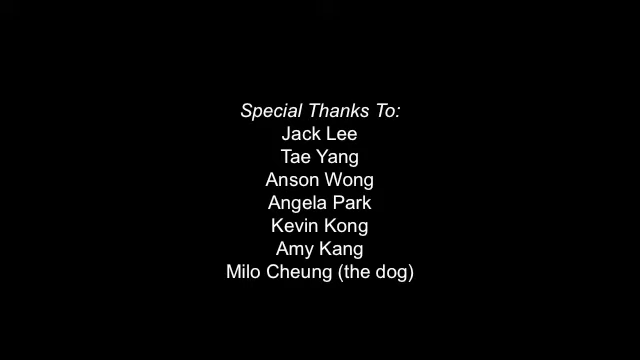 Special Thanks To:
Jack Lee
Tae Yang
Anson Wong
Angela Park
Kevin Kong
Amy Kang
Milo Cheung (the dog)